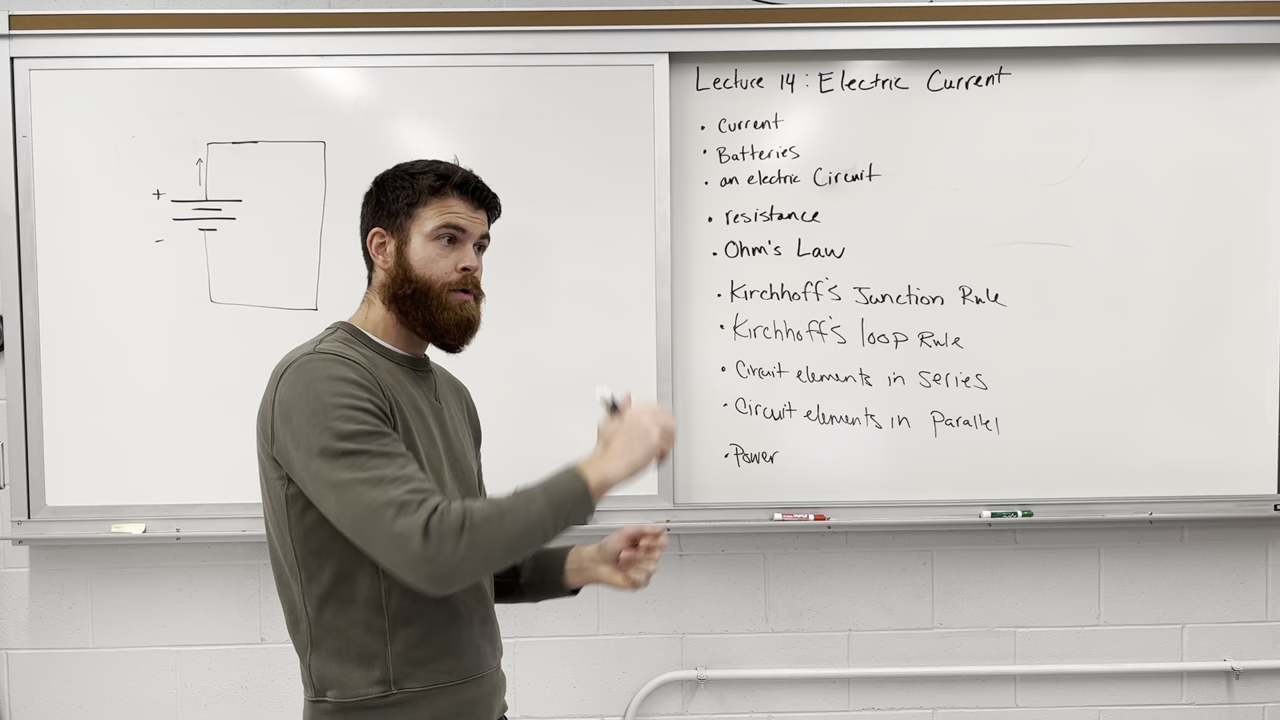 +
-
Lecture 14: Electric Current
• Current
• Batteries
• an electric Circuit
• resistance
• Ohm's Law
• Kirchhoff's Junction Rule
• Kirchhoff's loop Rule
• Circuit elements in series
• Circuit elements in Parallel
• Power